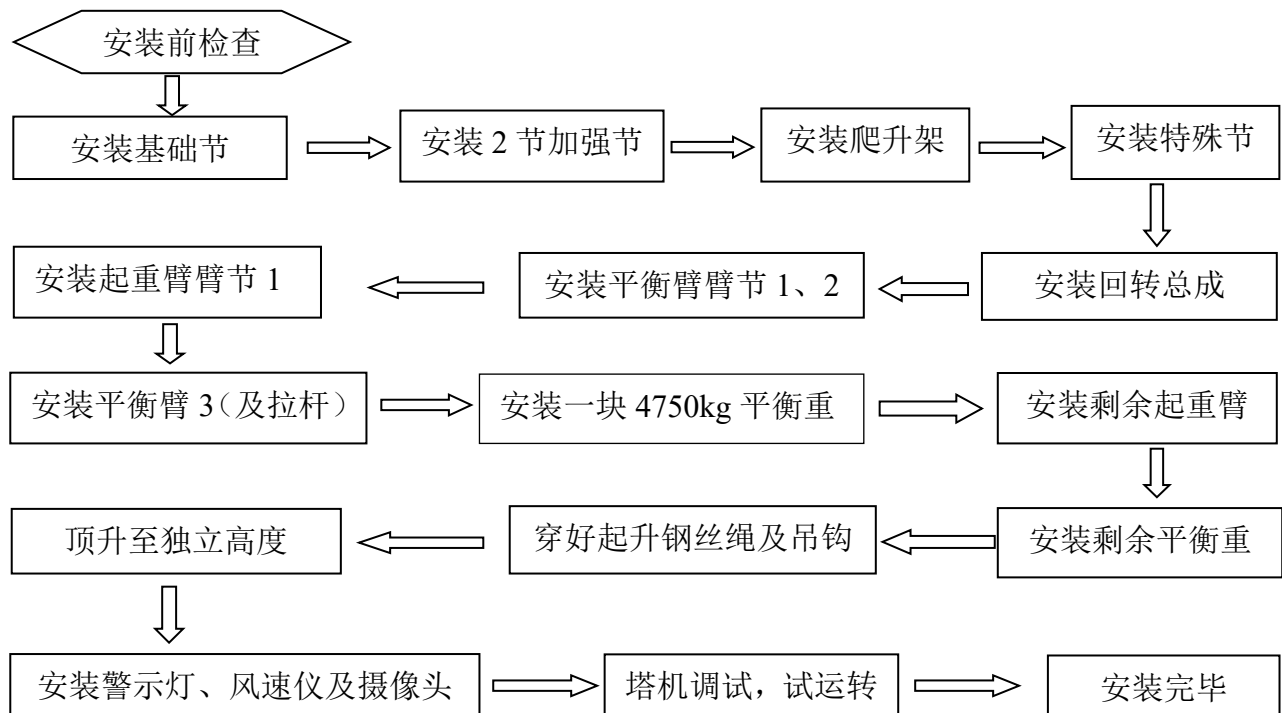 安装前检查
安装基础节
安装 2 节加强节
安装爬升架
安装特殊节
安装回转总成
安装平衡臂臂节 1、2
安装起重臂臂节 1
安装平衡臂 3（及拉杆）
安装一块 4750kg 平衡重
安装剩余起重臂
安装剩余平衡重
穿好起升钢丝绳及吊钩
顶升至独立高度
安装警示灯、风速仪及摄像头
塔机调试，试运转
安装完毕